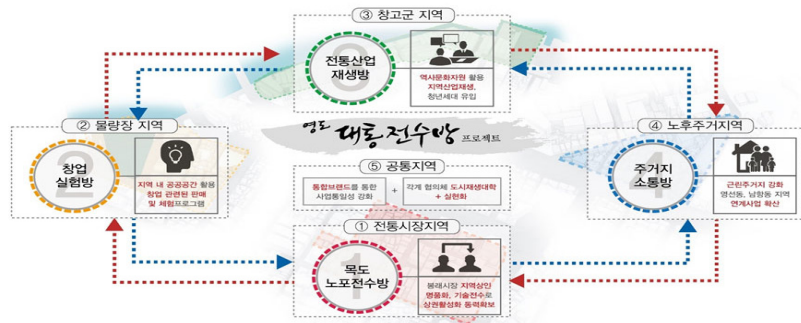 ③ 창고군 지역
3
전통산업
재생방
역사문화자원 활용
지역산업재생,
청년세대 유입
② 물량장 지역
2
창업
실험방
지역 내 공공공간 활용
창업 관련된 판매
및 체험프로그램
영도 대통전수방 프로젝트
⑤ 공통지역
통합브랜드를 통한
사업통일성 강화
+
각계 협의체 도시재생대학
+ 실현화
④ 노후주거지역
4
주거지
소통방
근린주거지 강화
영선동, 남항동 지역
연계사업 확산
① 전통시장지역
1
목도
노포전수방
봉래시장 지역상인
명품화, 기술전수로
상권활성화 동력확보